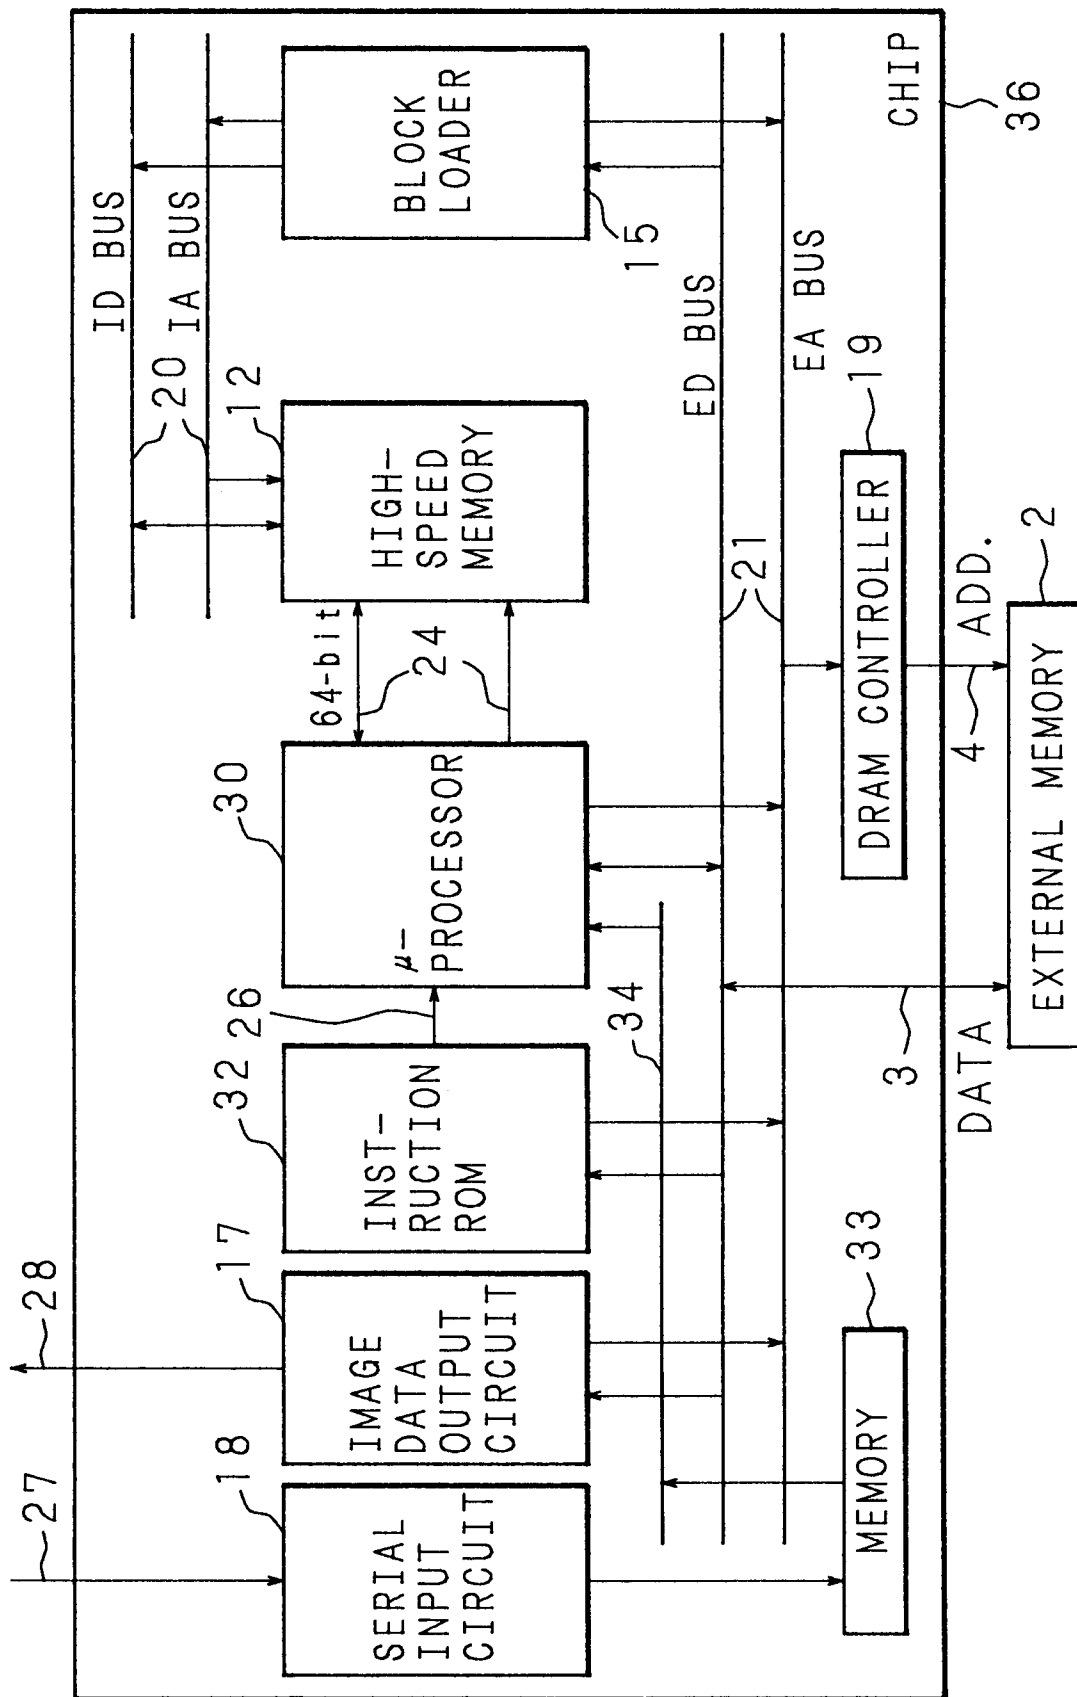 27
28
18
SERIAL
INPUT
CIRCUIT
17
IMAGE
DATA
OUTPUT
CIRCUIT
32
INST-
RUCTION
ROM
26
30
μ-
PROCESSOR
64-bit
24
12
HIGH-
SPEED
MEMORY
20
ID BUS
IA BUS
BLOCK
LOADER
15
34
ED BUS
21
EA BUS
33
MEMORY
19
DRAM CONTROLLER
CHIP
36
3
DATA
4
ADD.
2
EXTERNAL MEMORY